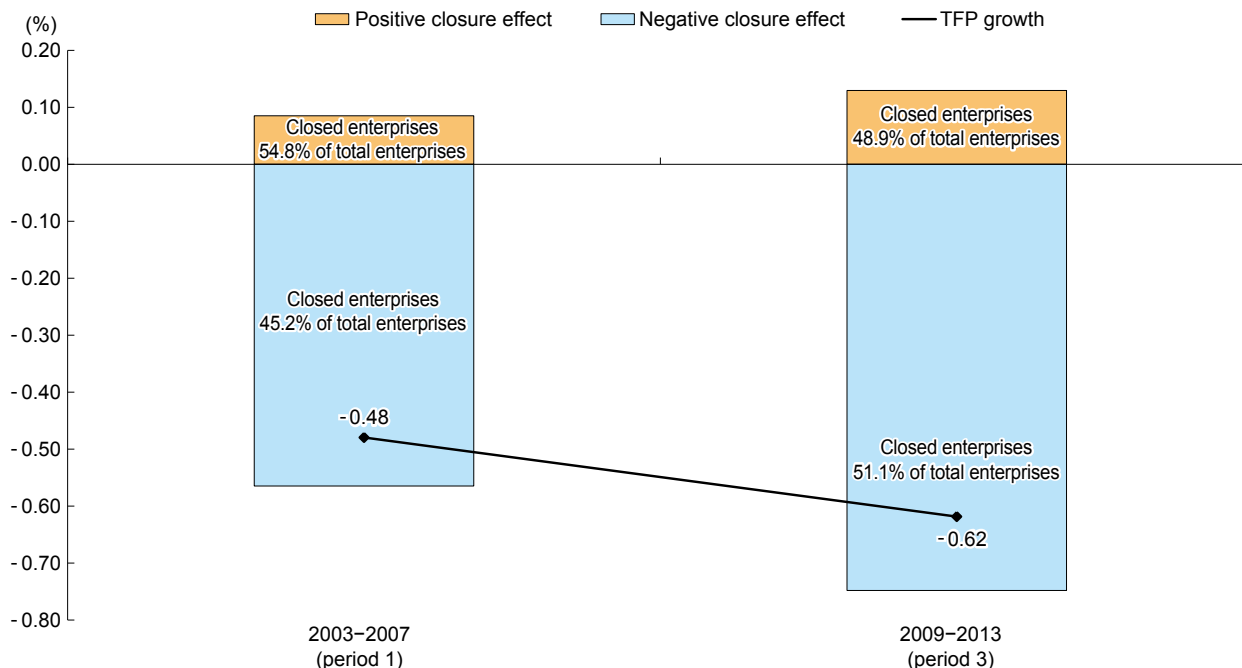 (%)
Positive closure effect
Negative closure effect
TFP growth
0.20
0.10
0.00
-0.10
-0.20
-0.30
-0.40
-0.50
-0.60
-0.70
-0.80
Closed enterprises
54.8% of total enterprises
Closed enterprises
45.2% of total enterprises
-0.48
Closed enterprises
48.9% of total enterprises
Closed enterprises
51.1% of total enterprises
-0.62
2003−2007
(period 1)
2009−2013
(period 3)